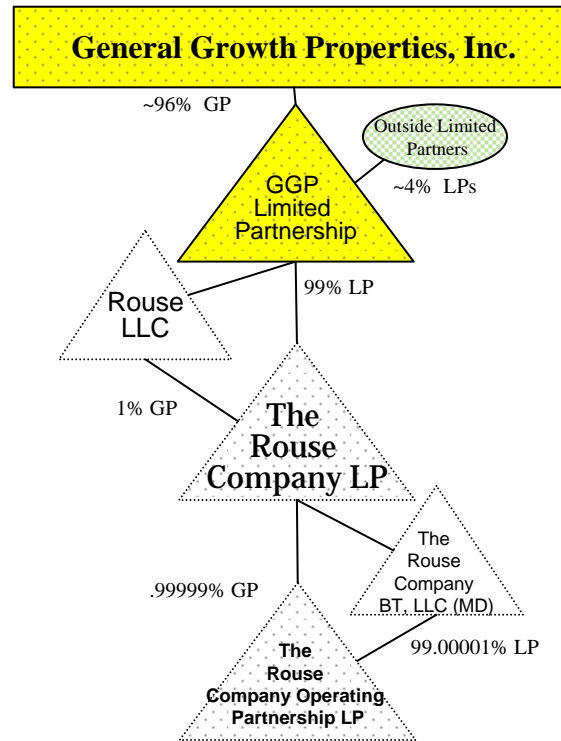 General Growth Properties, Inc.
~96% GP
Outside Limited
Partners
~4% LPs
GGP
Limited
Partnership
99% LP
Rouse
LLC
1% GP
The
Rouse
Company LP
The
Rouse
Company
BT, LLC (MD)
.99999% GP
99.00001% LP
The
Rouse
Company Operating
Partnership LP